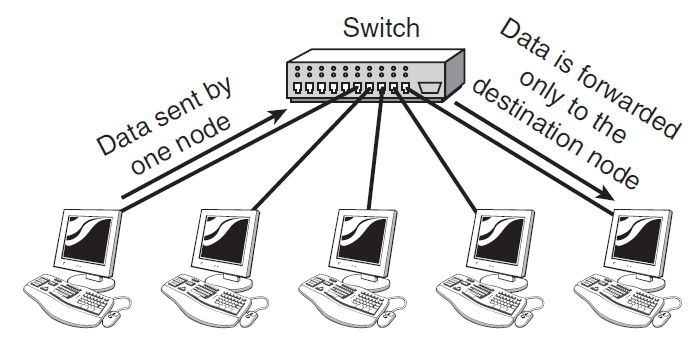 Switch
Data sent by
one node
Data is forwarded
only to the
destination node